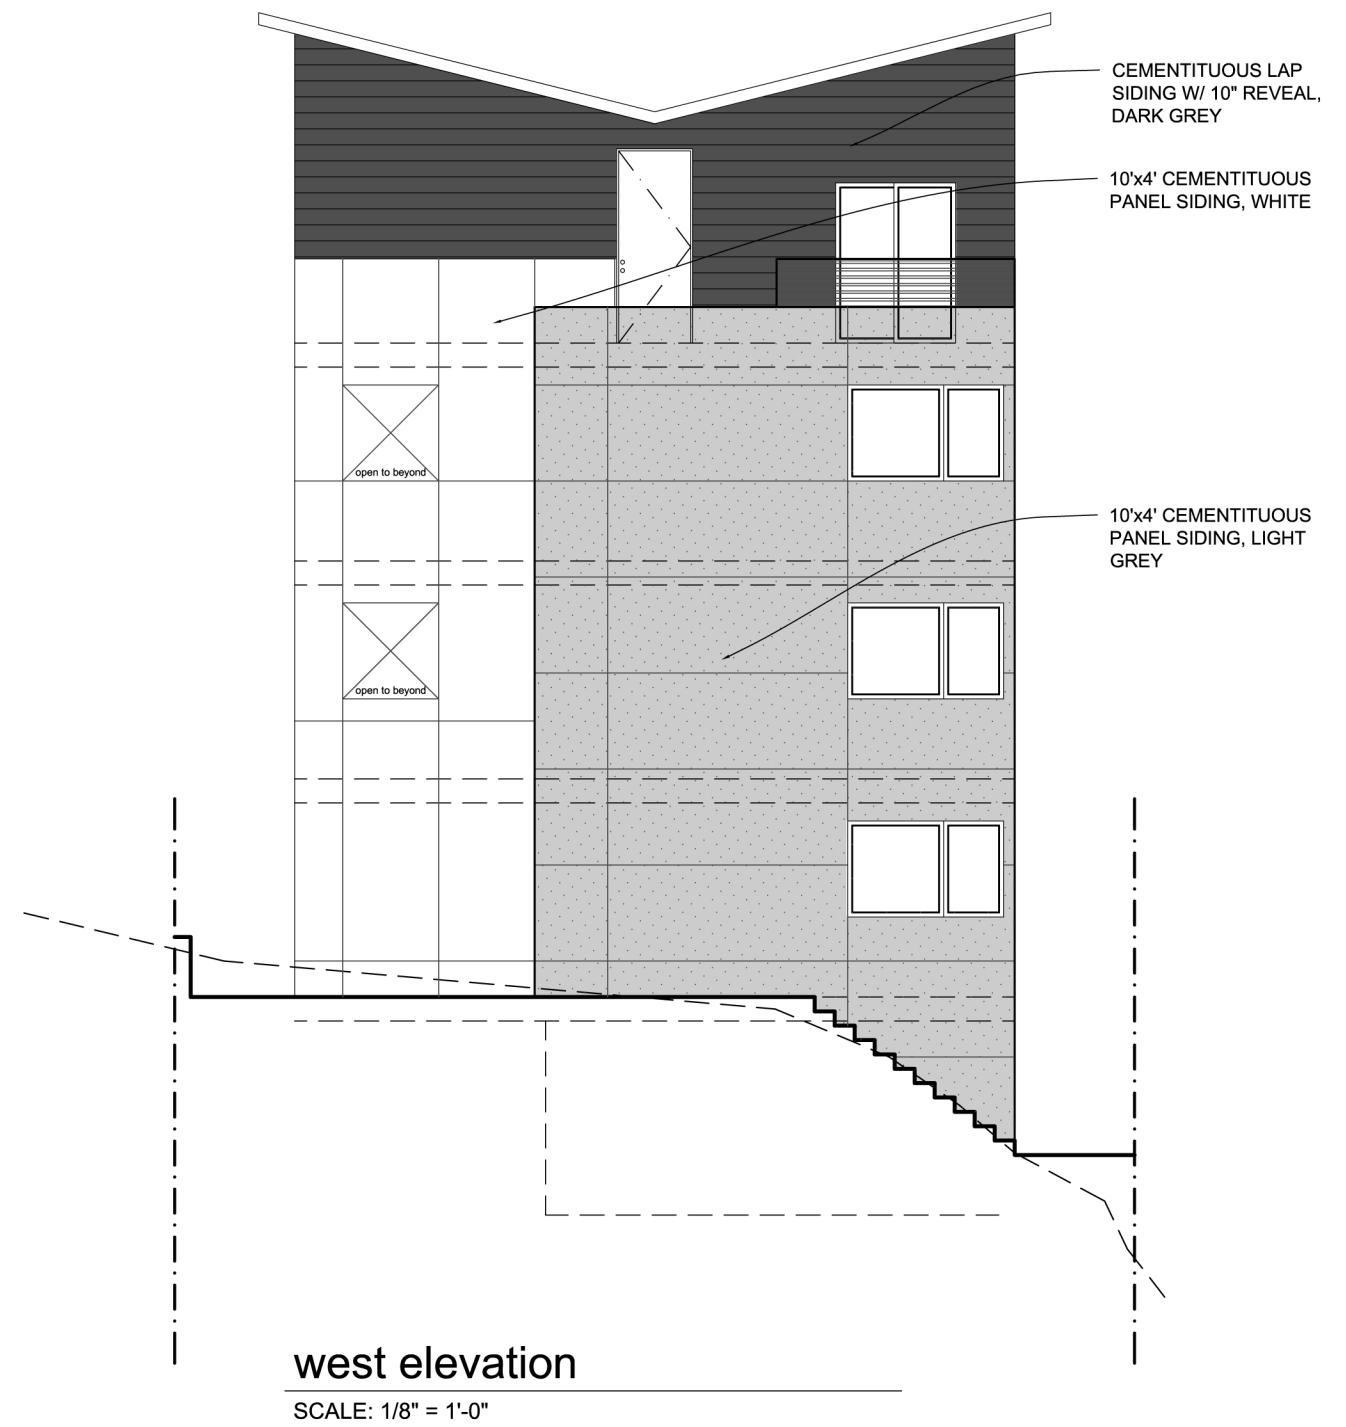 CEMENTITUOUS LAP
SIDING W/ 10" REVEAL,
DARK GREY
10'x4' CEMENTITUOUS
PANEL SIDING, WHITE
open to beyond
10'x4' CEMENTITUOUS
PANEL SIDING, LIGHT
GREY
open to beyond
west elevation
SCALE: 1/8" = 1'-0"